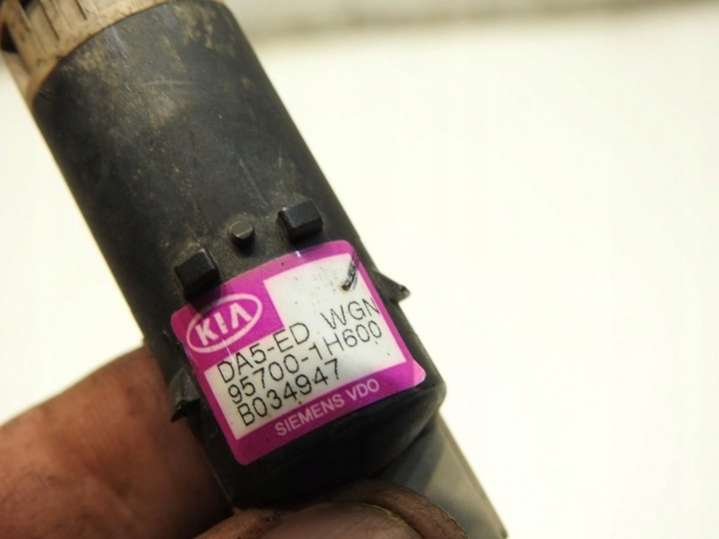 KIA
DA5-ED WGN
95700-1H600
B034947
SIEMENS VDO